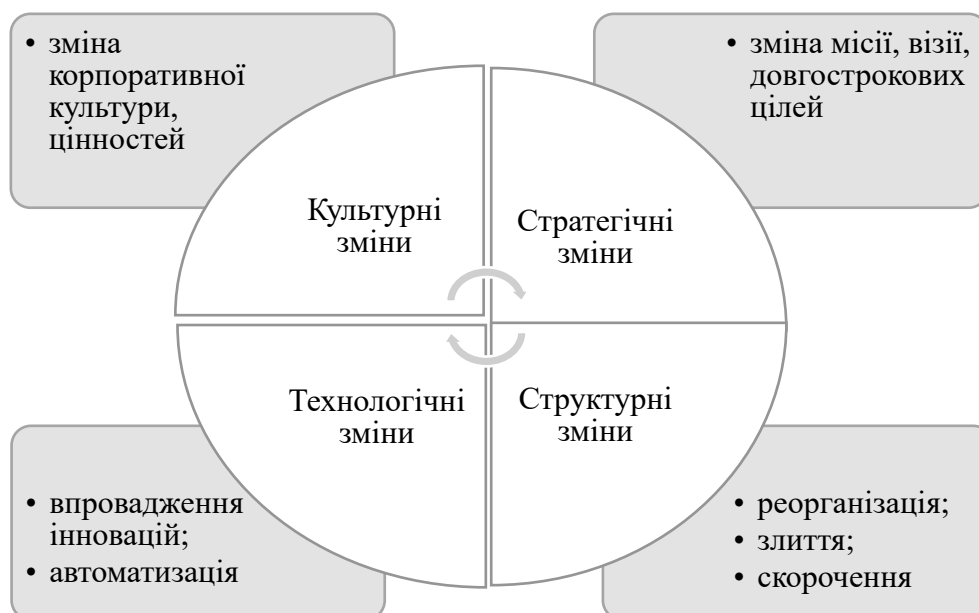 • зміна
корпоративної
культури,
цінностей
• зміна місії, візії,
довгострокових
цілей
Культурні
зміни
Стратегічні
зміни
Технологічні
зміни
Структурні
зміни
• впровадження
інновацій;
• автоматизація
• реорганізація;
• злиття;
• скорочення